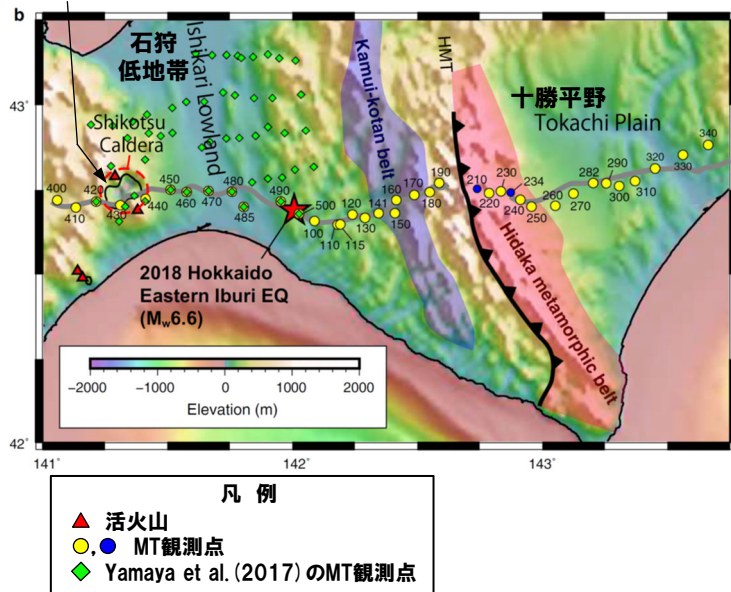 b
石狩
低地帯
Ishikari Lowland
Kamui-kotan belt
HMT
十勝平野
Tokachi Plain
43°
Shikotsu
Caldera
400
410
420
430
440
450
460
470
480
485
490
500
100
110
115
120
130
141
150
160
170
180
190
210
220
230
234
240
250
260
270
282
290
300
310
320
330
340
Hidaka metamorphic belt
2018 Hokkaido
Eastern Iburi EQ
(Mw6.6)
−2000 −1000 0 1000 2000
Elevation (m)
42°
141° 142° 143°
凡 例
活火山
, MT観測点
Yamaya et al.(2017)のMT観測点